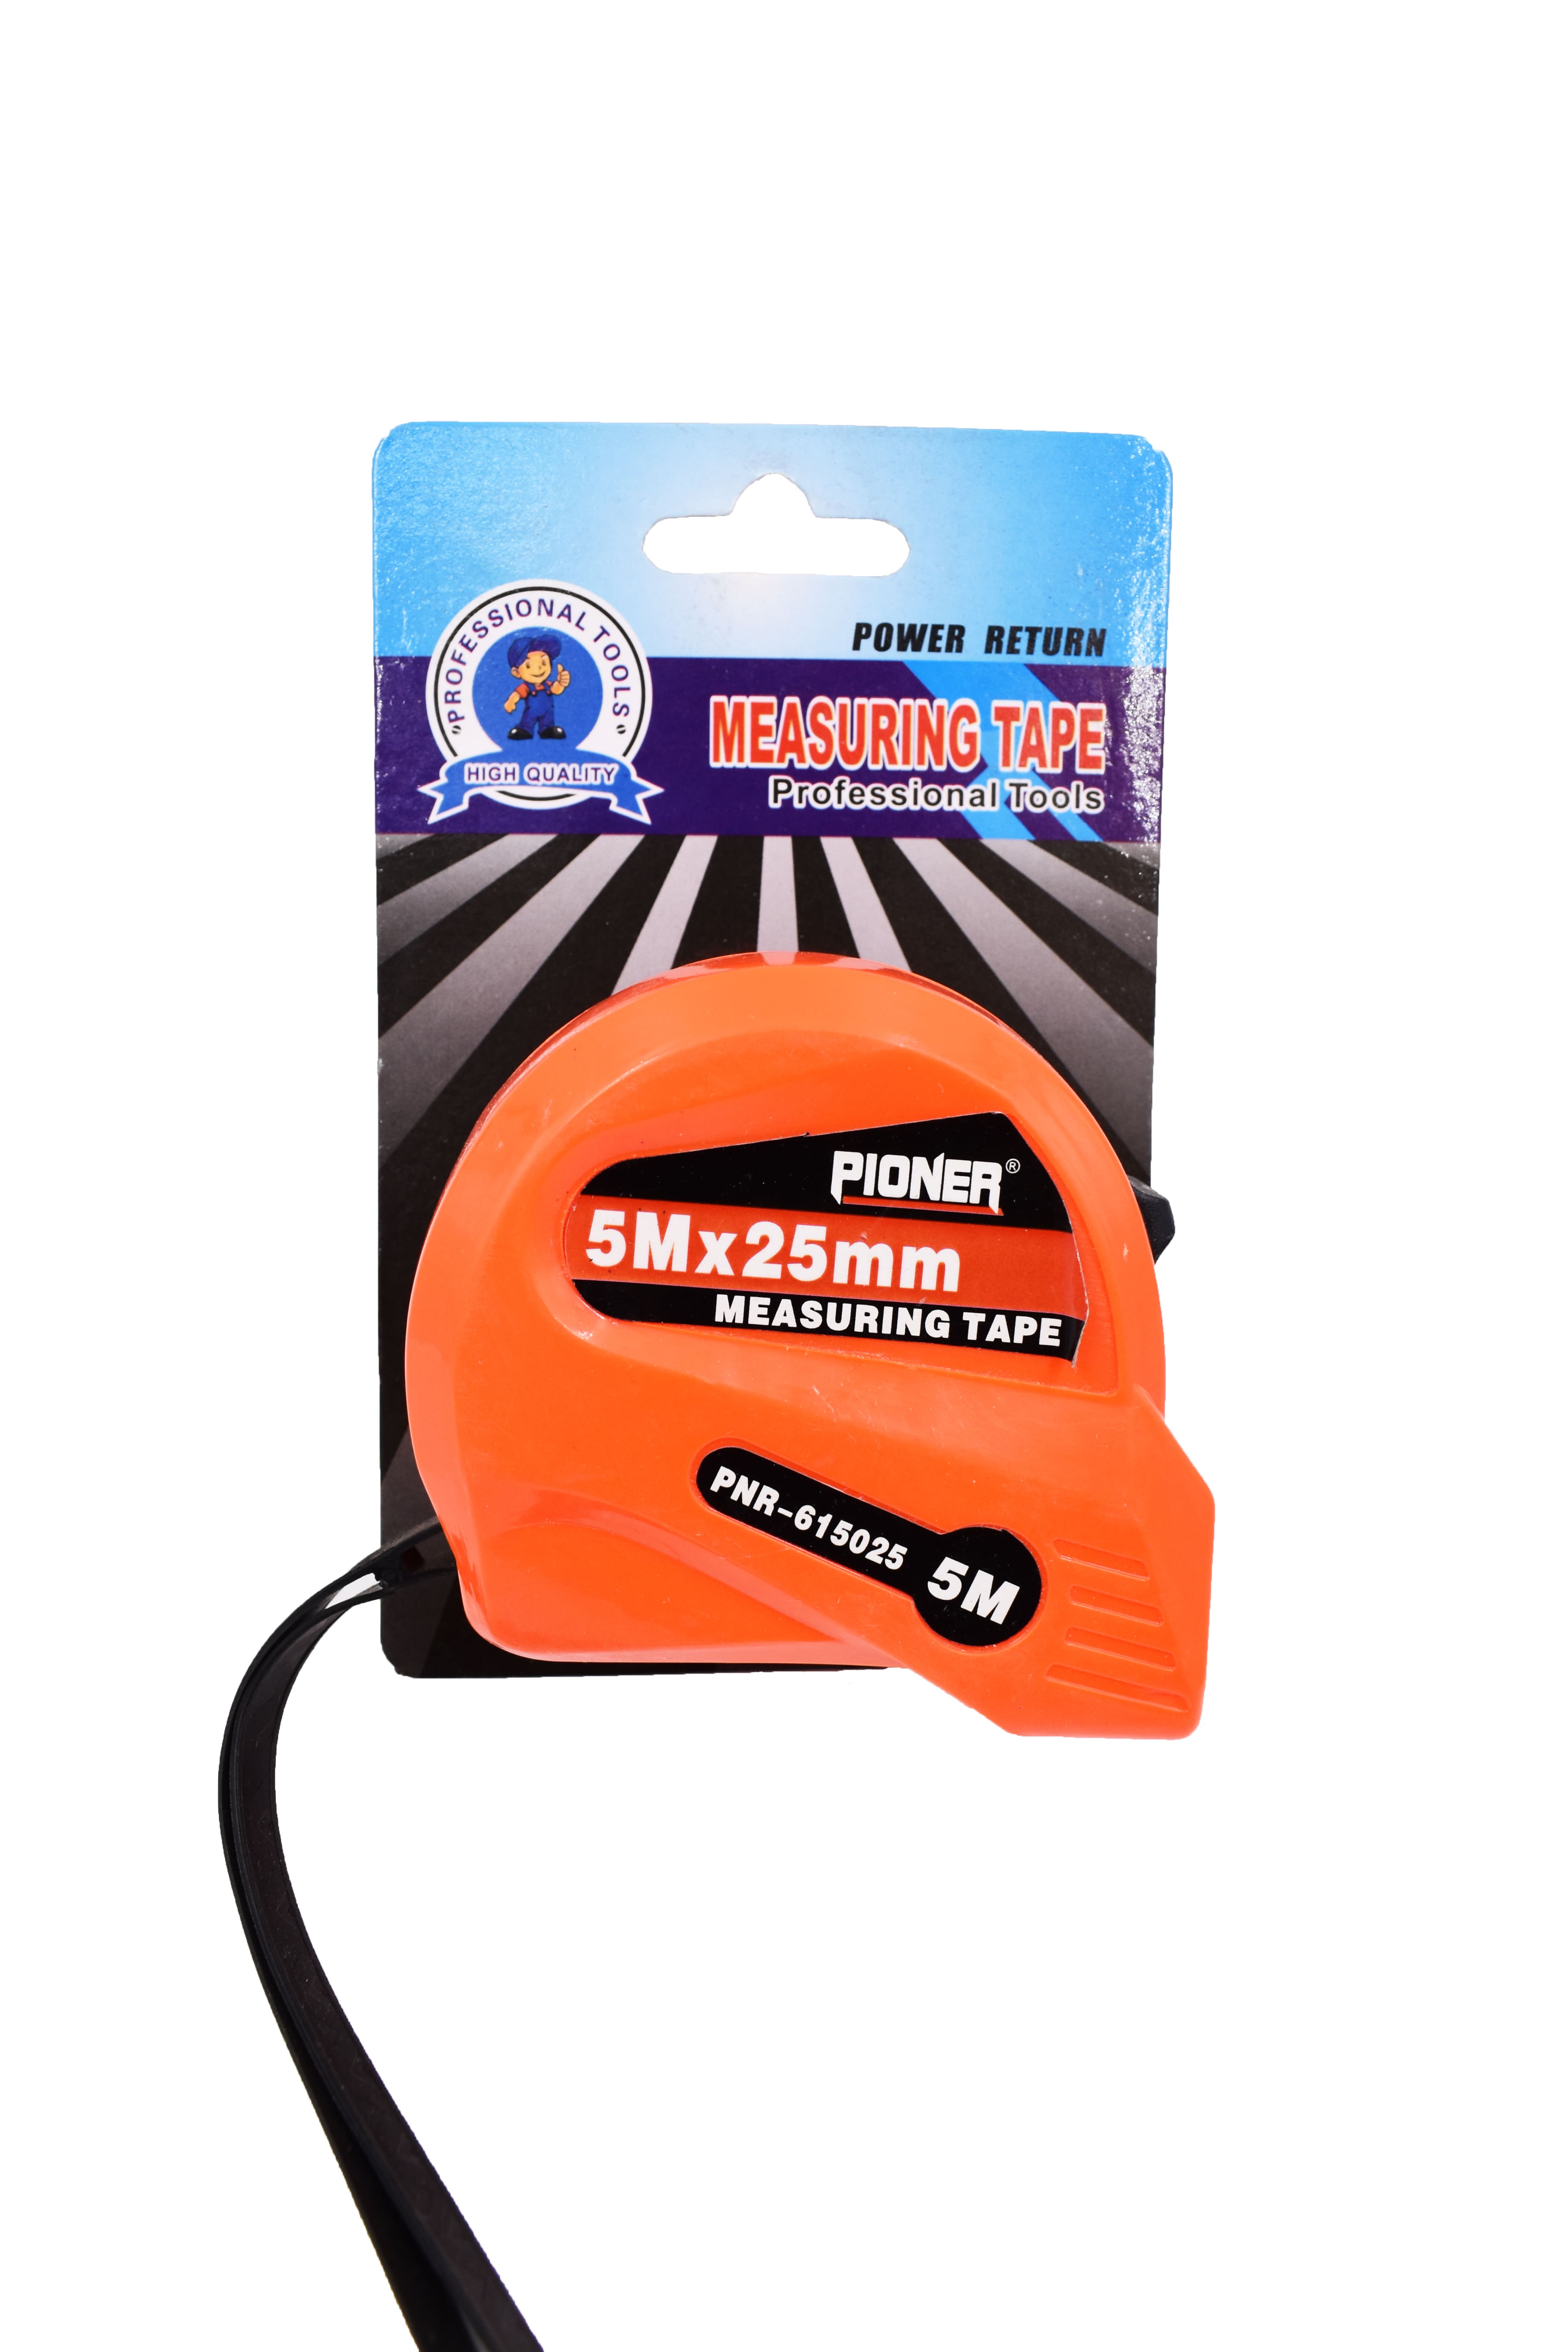 POWER RETURN
"PROFESSIONAL TOOLS"
HIGH QUALITY
MEASURING TAPE
Professional Tools
PIONER®
5Mx25mm
MEASURING TAPE
PNR-615025
5M